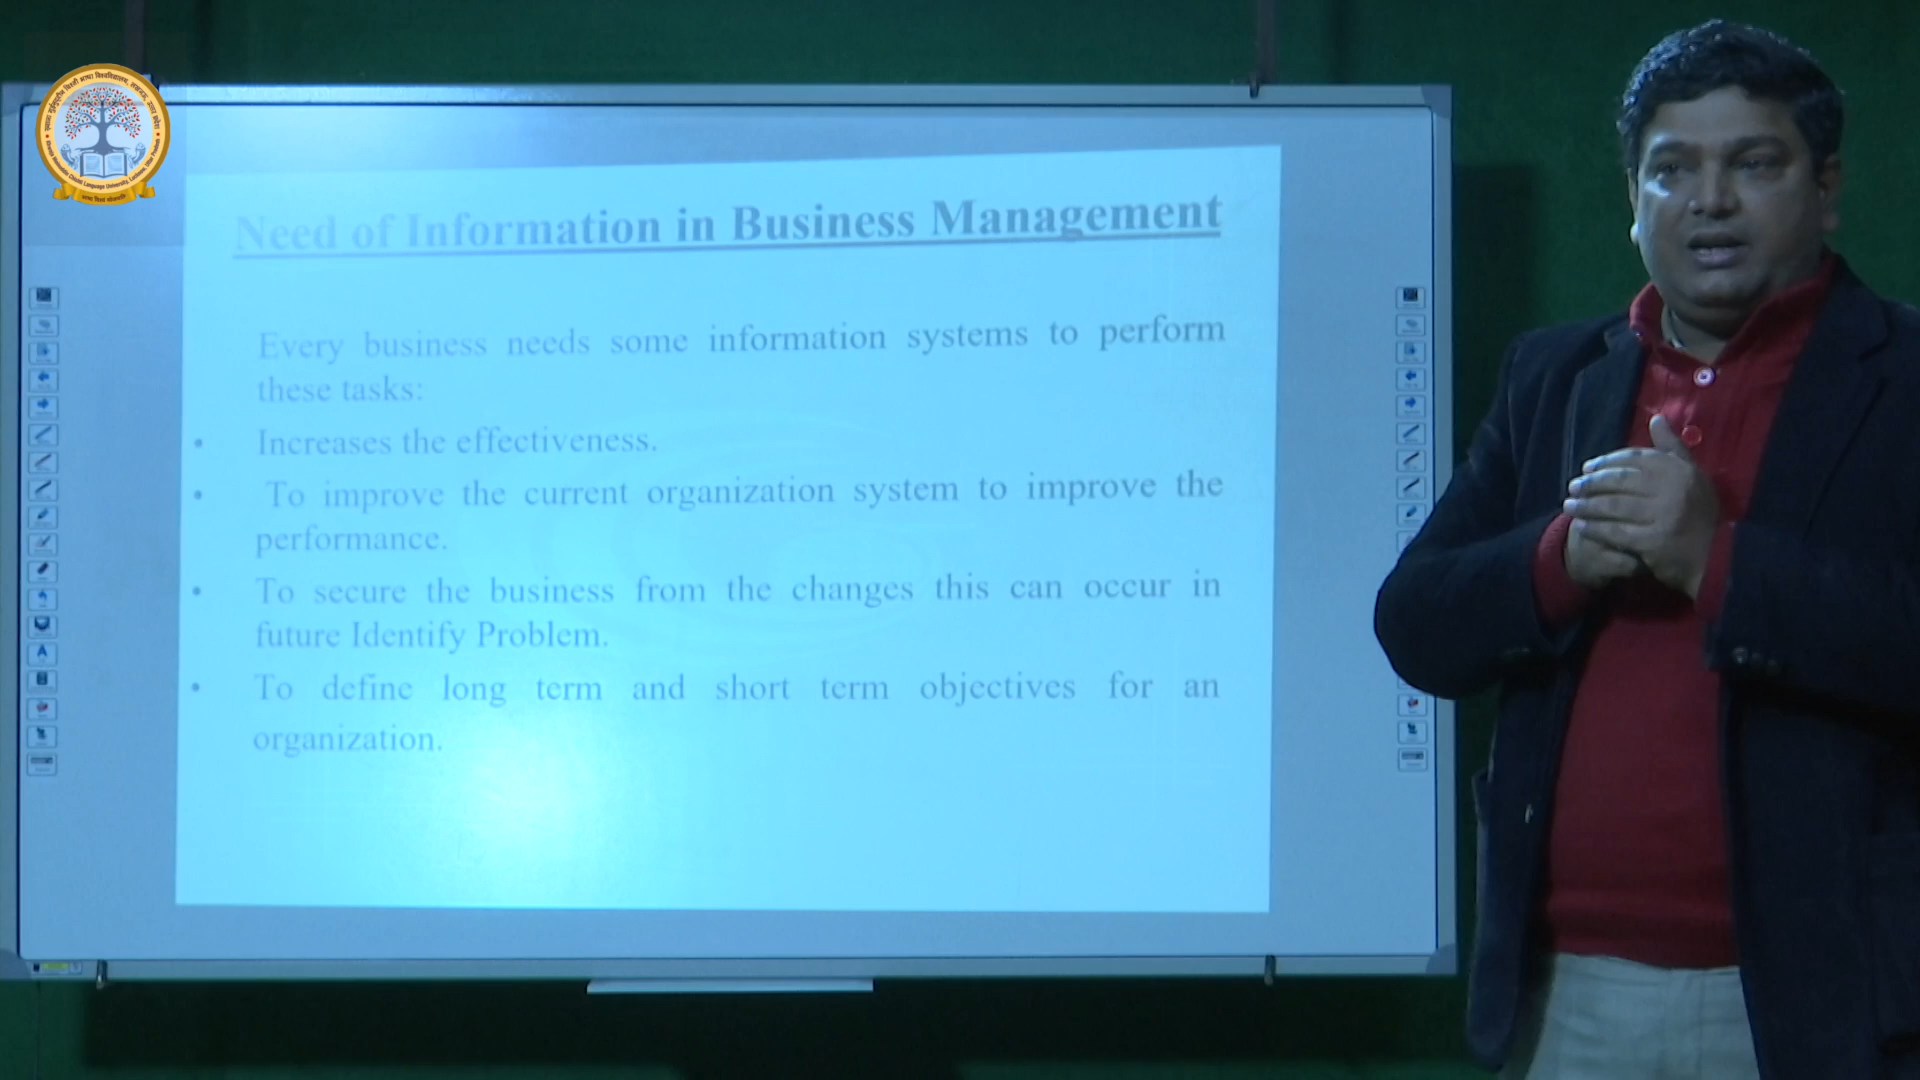 Need of Information in Business Management
Every business needs some information systems to perform
these tasks:
• Increases the effectiveness.
• To improve the current organization system to improve the
performance.
• To secure the business from the changes this can occur in
future Identify Problem.
• To define long term and short term objectives for an
organization.